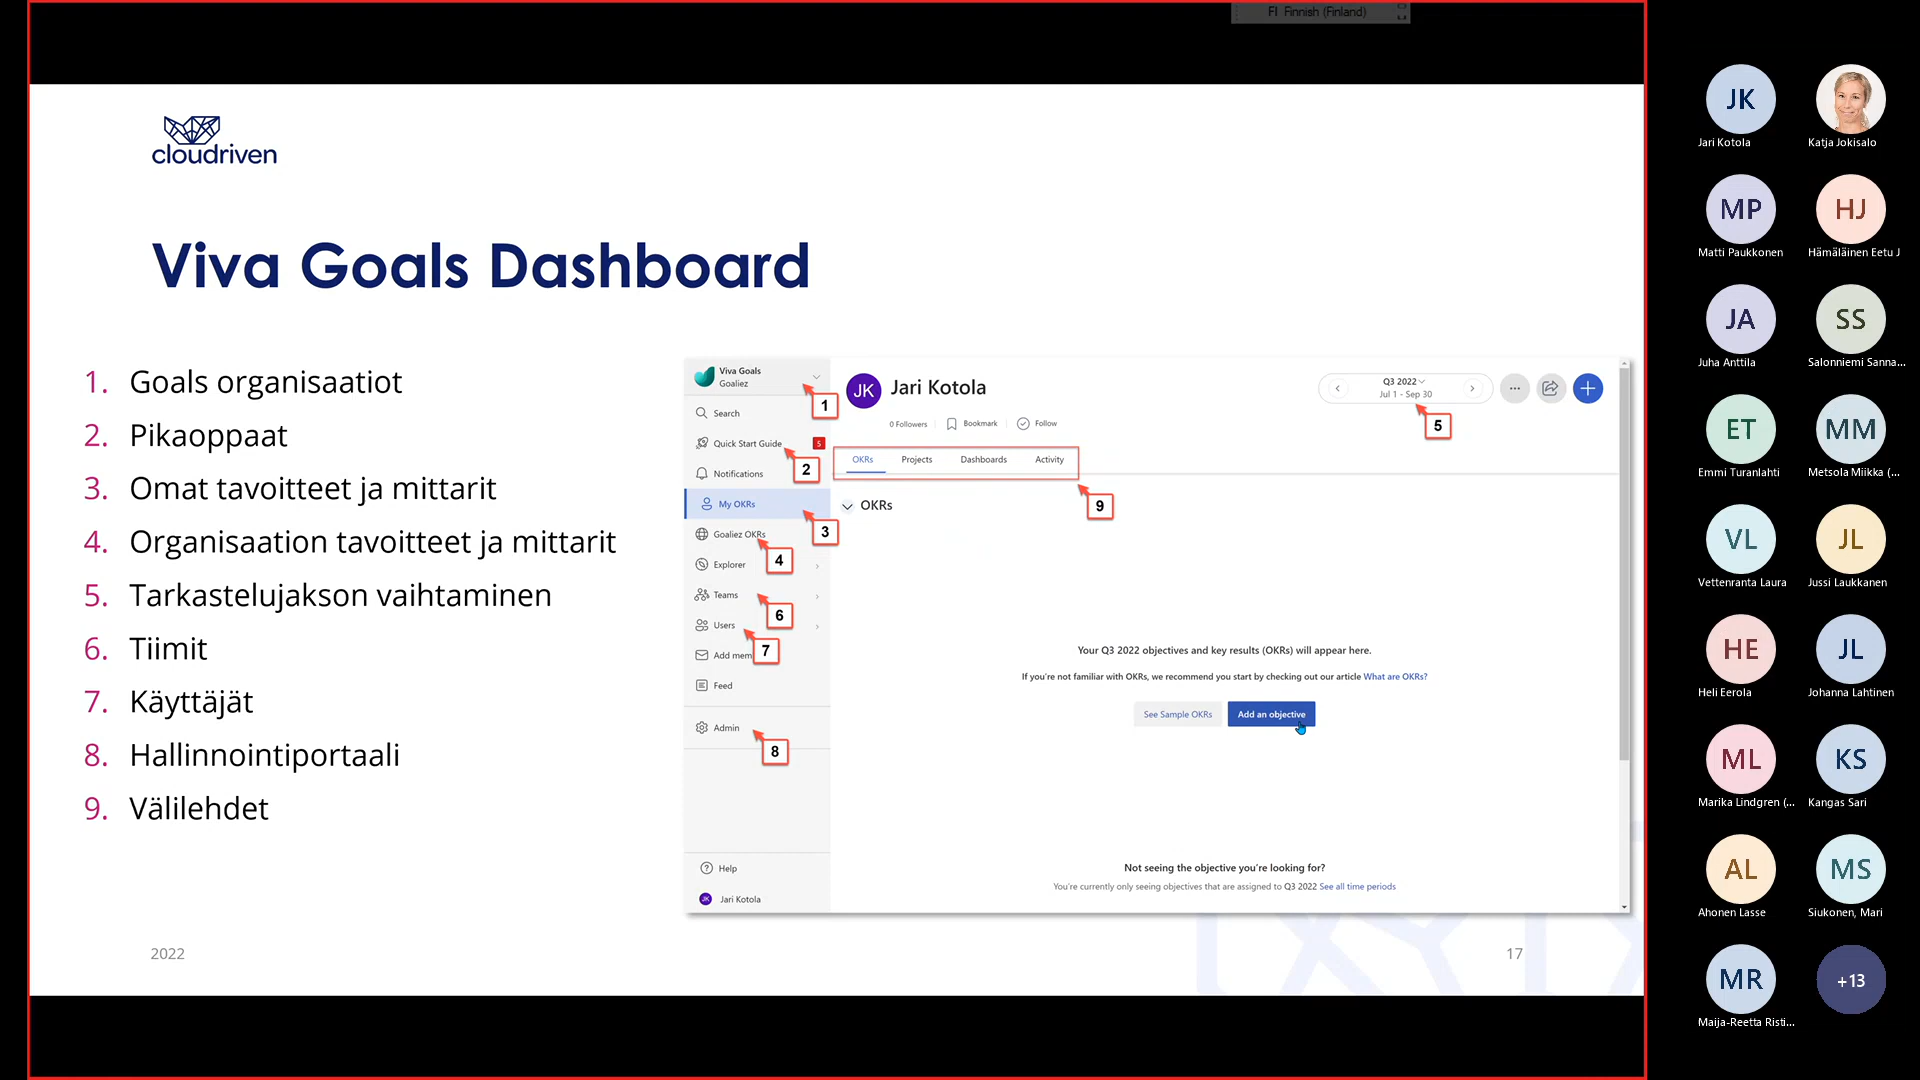 FI Finnish (Finland)
cloudriven
Viva Goals Dashboard
1. Goals organisaatiot
2. Pikaoppaat
3. Omat tavoitteet ja mittarit
4. Organisaation tavoitteet ja mittarit
5. Tarkastelujakson vaihtaminen
6. Tiimit
7. Käyttäjät
8. Hallinnointiportaali
9. Välilehdet
Viva Goals
Goaliez
1
Search
Quick Start Guide 5
2
Notifications
My OKRs
3
Goaliez OKRs
4
Explorer
Teams
6
Users
7
Add mem
Feed
Admin
8
Help
JK Jari Kotola
JK Jari Kotola
0 Followers Bookmark Follow
Q3 2022
Jul 1 - Sep 30
5
OKRs Projects Dashboards Activity
9
OKRs
Your Q3 2022 objectives and key results (OKRs) will appear here.
If you're not familiar with OKRs, we recommend you start by checking out our article What are OKRs?
See Sample OKRs Add an objective
Not seeing the objective you're looking for?
You're currently only seeing objectives that are assigned to Q3 2022 See all time periods
2022
17
JK
Jari Kotola
Katja Jokisalo
MP
Matti Paukkonen
HJ
Hämäläinen Eetu J
JA
Juha Anttila
SS
Salonniemi Sanna...
ET
Emmi Turanlahti
MM
Metsola Miikka (...
VL
Vettenranta Laura
JL
Jussi Laukkanen
HE
Heli Eerola
JL
Johanna Lahtinen
ML
Marika Lindgren (...
KS
Kangas Sari
AL
Ahonen Lasse
MS
Siukonen, Mari
MR
Maija-Reetta Risti...
+13